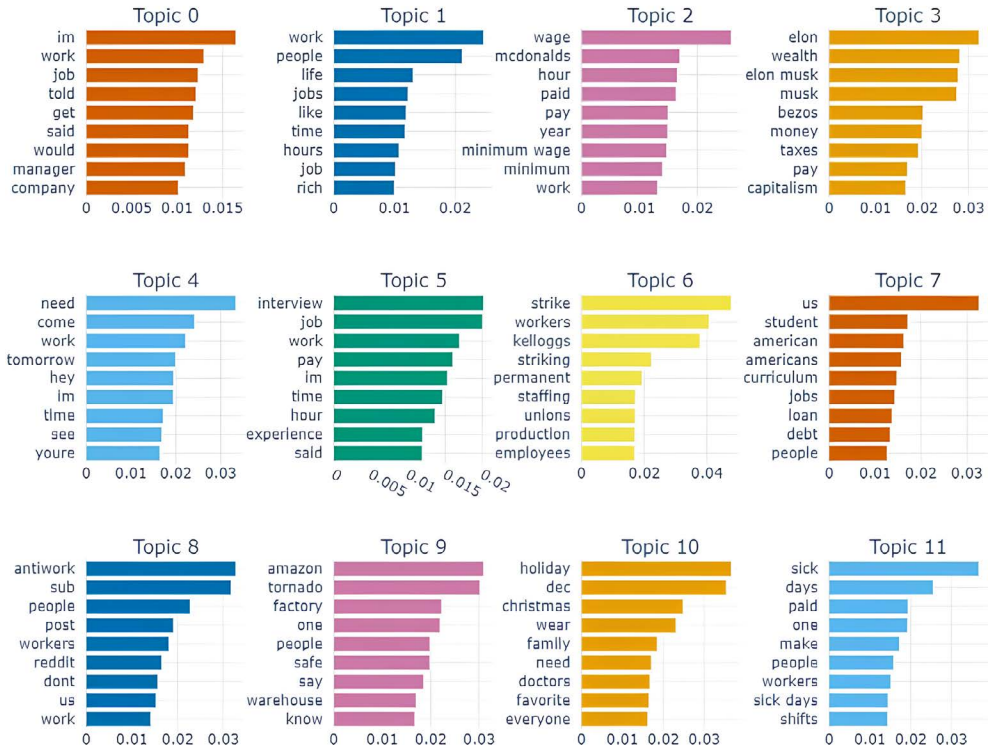 Topic 0
im
work
job
told
get
said
would
manager
company
0 0.005 0.01 0.015
Topic 1
work
people
life
jobs
like
time
hours
job
rich
0 0.01 0.02
Topic 2
wage
mcdonalds
hour
paid
pay
year
minimum wage
minimum
work
0 0.01 0.02
Topic 3
elon
wealth
elon musk
musk
bezos
money
taxes
pay
capitalism
0 0.01 0.02 0.03
Topic 4
need
come
work
tomorrow
hey
im
time
see
youre
0 0.01 0.02 0.03
Topic 5
interview
job
work
pay
im
time
hour
experience
said
0 0.005 0.01 0.015 0.02
Topic 6
strike
workers
kelloggs
striking
permanent
staffing
unions
production
employees
0 0.02 0.04
Topic 7
us
student
american
americans
curriculum
jobs
loan
debt
people
0 0.01 0.02 0.03
Topic 8
antiwork
sub
people
post
workers
reddit
dont
us
work
0 0.01 0.02 0.03
Topic 9
amazon
tornado
factory
one
people
safe
say
warehouse
know
0 0.01 0.02 0.03
Topic 10
holiday
dec
christmas
wear
family
need
doctors
favorite
everyone
0 0.01 0.02 0.03
Topic 11
sick
days
paid
one
make
people
workers
sick days
shifts
0 0.01 0.02 0.03